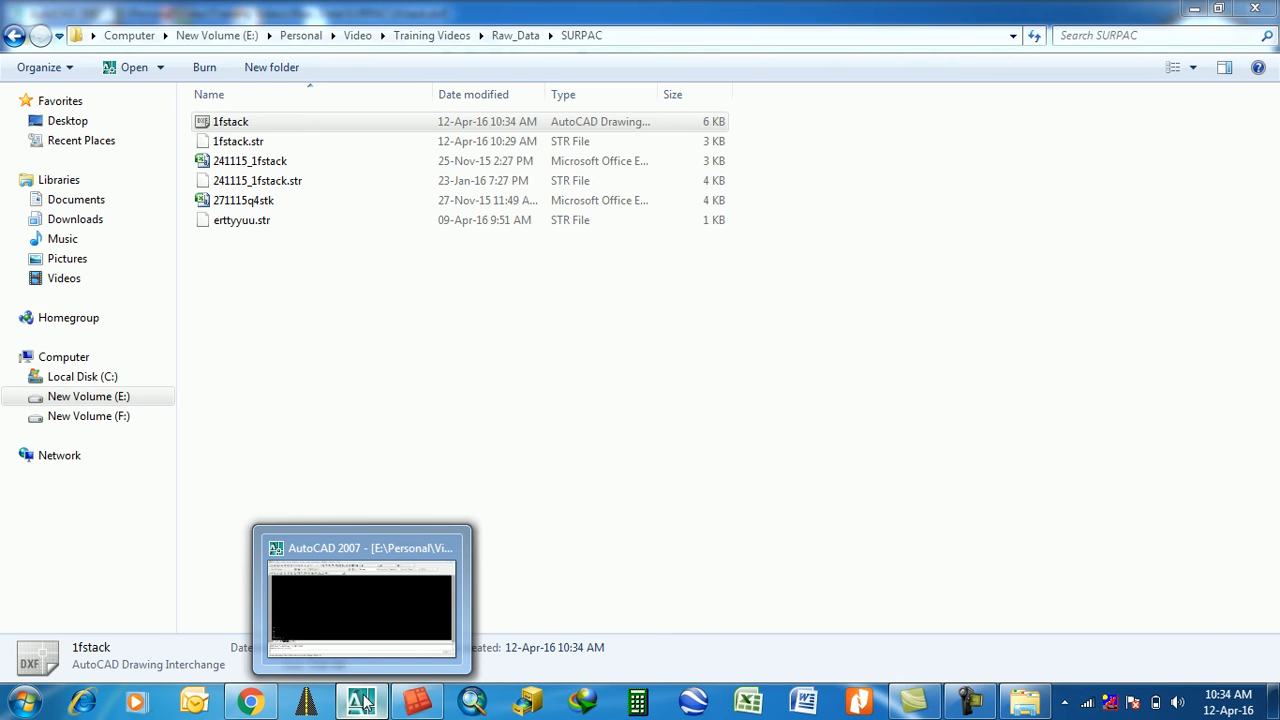 Computer New Volume (E:) Personal Video Training Videos Raw_Data SURPAC Search SURPAC
Organize Open Burn New folder
Name Date modified Type Size
1fstack 12-Apr-16 10:34 AM AutoCAD Drawing... 6 KB
1fstack.str 12-Apr-16 10:29 AM STR File 3 KB
241115_1fstack 25-Nov-15 2:27 PM Microsoft Office E... 3 KB
241115_1fstack.str 23-Jan-16 7:27 PM STR File 4 KB
271115q4stk 27-Nov-15 11:49 A... Microsoft Office E... 4 KB
erttyyuu.str 09-Apr-16 9:51 AM STR File 1 KB
Favorites
Desktop
Recent Places
Libraries
Documents
Downloads
Music
Pictures
Videos
Homegroup
Computer
Local Disk (C:)
New Volume (E:)
New Volume (F:)
Network
AutoCAD 2007 - [E:\Personal\Vi...
DXF
1fstack
AutoCAD Drawing Interchange
12-Apr-16 10:34 AM
10:34 AM
12-Apr-16